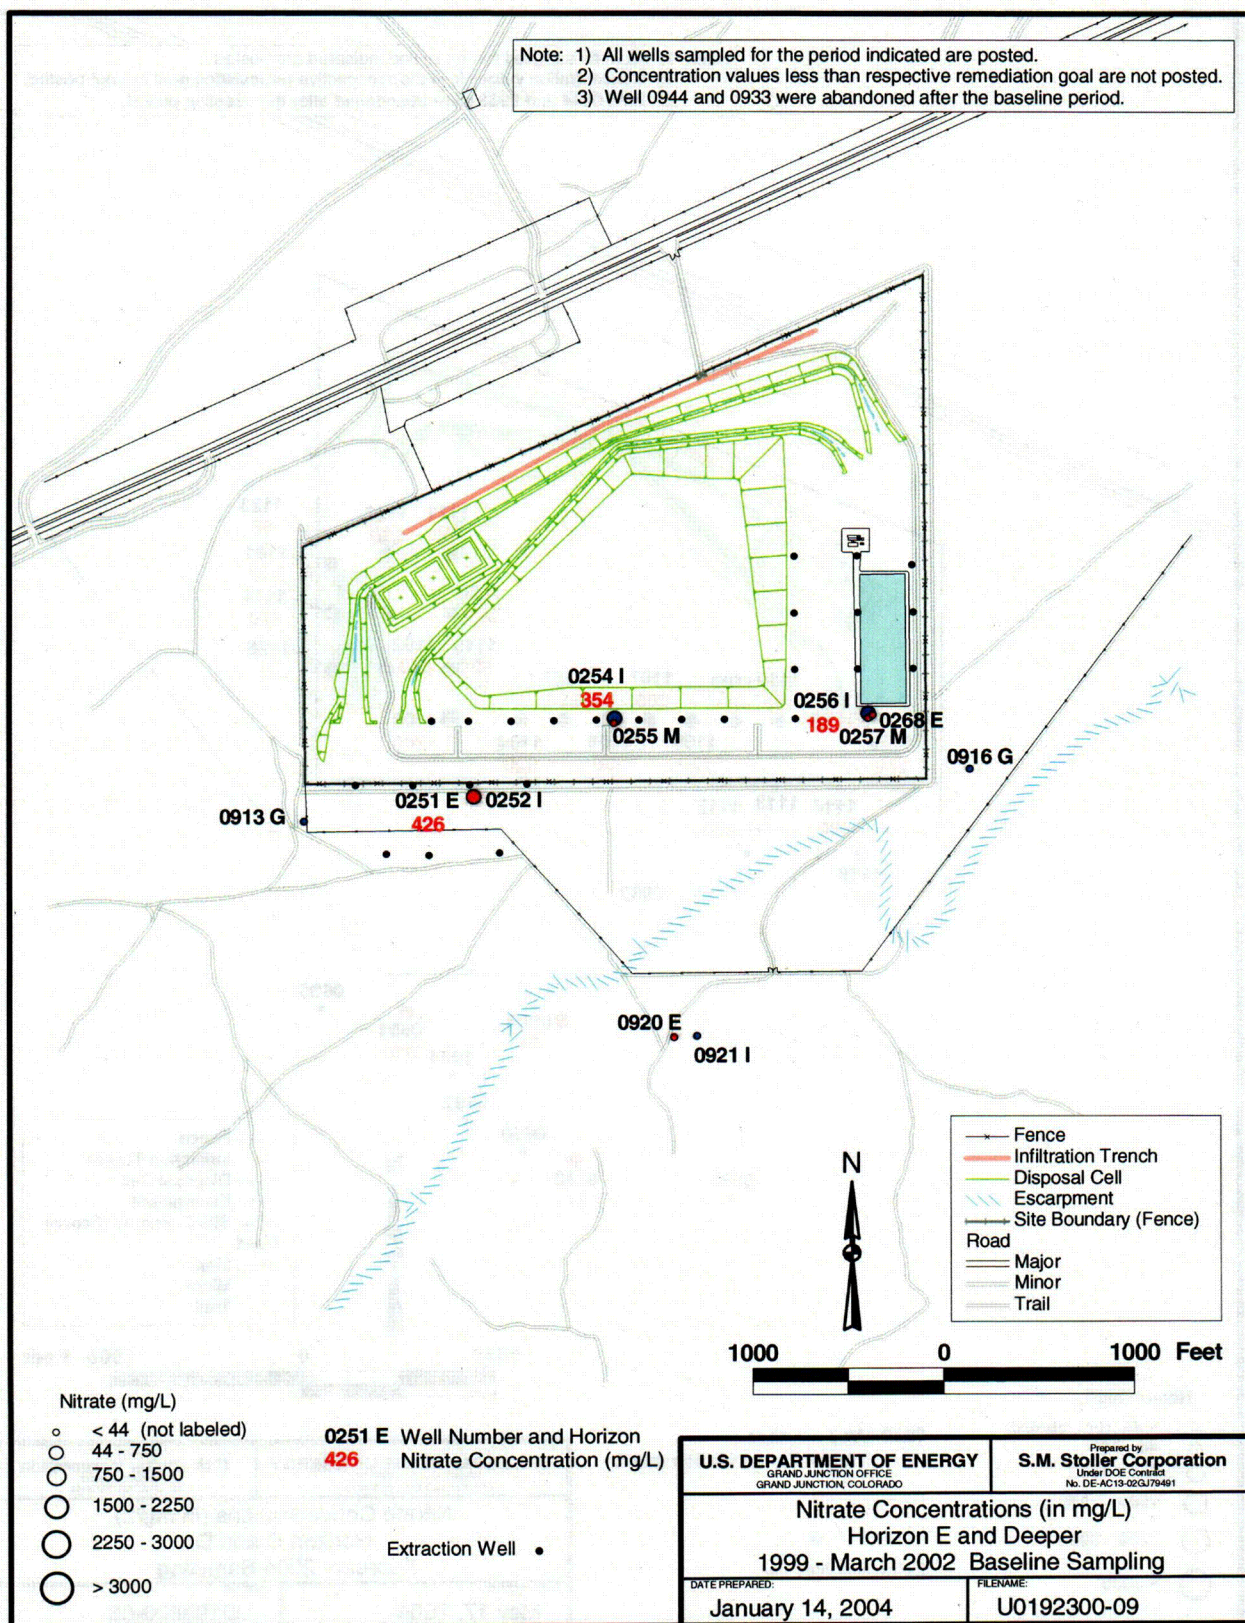 Note: 1) All wells sampled for the period indicated are posted.
2) Concentration values less than respective remediation goal are not posted.
3) Well 0944 and 0933 were abandoned after the baseline period.
0254 I
354
0255 M
0256 I
189
0268 E
0257 M
0916 G
0251 E
0252 I
426
0913 G
0920 E
0921 I
Fence
Infiltration Trench
Disposal Cell
Escarpment
Site Boundary (Fence)
Road
Major
Minor
Trail
N
1000 0 1000 Feet
Nitrate (mg/L)
< 44 (not labeled)
44 - 750
750 - 1500
1500 - 2250
2250 - 3000
> 3000
0251 E Well Number and Horizon
426 Nitrate Concentration (mg/L)
Extraction Well
U.S. DEPARTMENT OF ENERGY
GRAND JUNCTION OFFICE
GRAND JUNCTION, COLORADO
Prepared by
S.M. Stoller Corporation
Under DOE Contract
No. DE-AC13-02GJ79491
Nitrate Concentrations (in mg/L)
Horizon E and Deeper
1999 - March 2002 Baseline Sampling
DATE PREPARED:
January 14, 2004
FILENAME:
U0192300-09